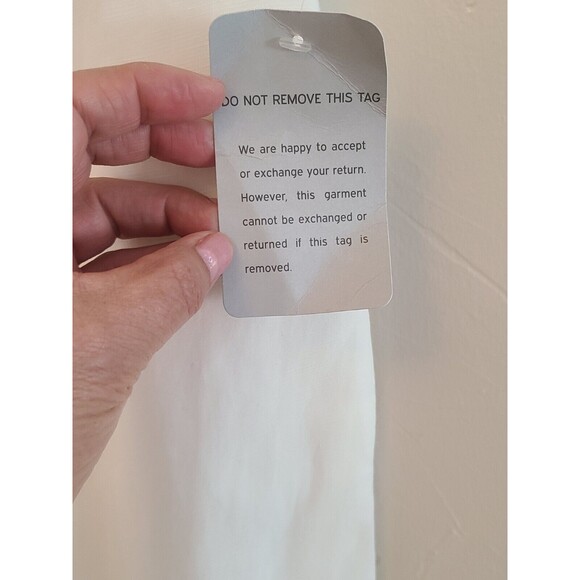 DO NOT REMOVE THIS TAG
We are happy to accept
or exchange your return.
However, this garment
cannot be exchanged or
returned if this tag is
removed.